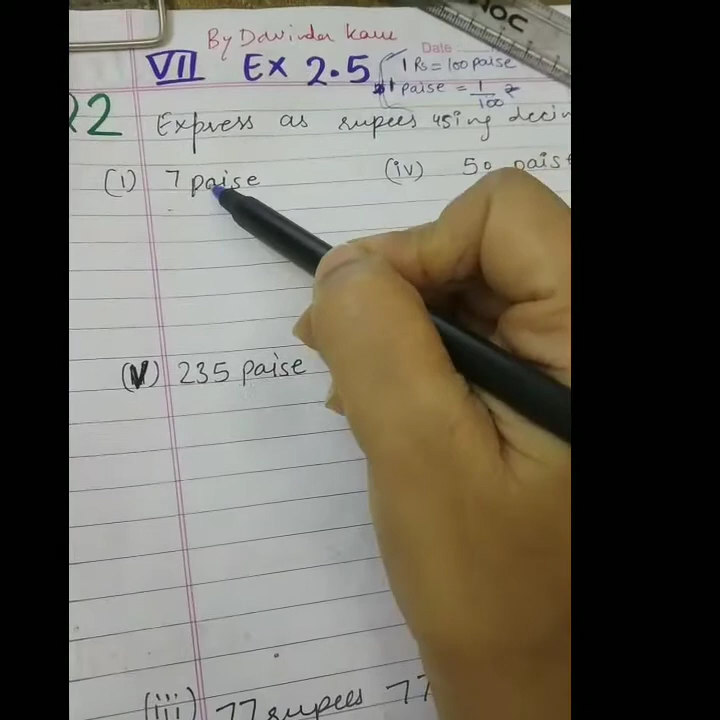 NOC
By Davinder Kaur
Date
VII Ex 2.5
1 Rs = 100 paise
1 paise = 1/100 ₹
Express as rupees using
(i) 7 paise (iv) 50 pais
(V) 235 paise
(iii) 77 rupees 77